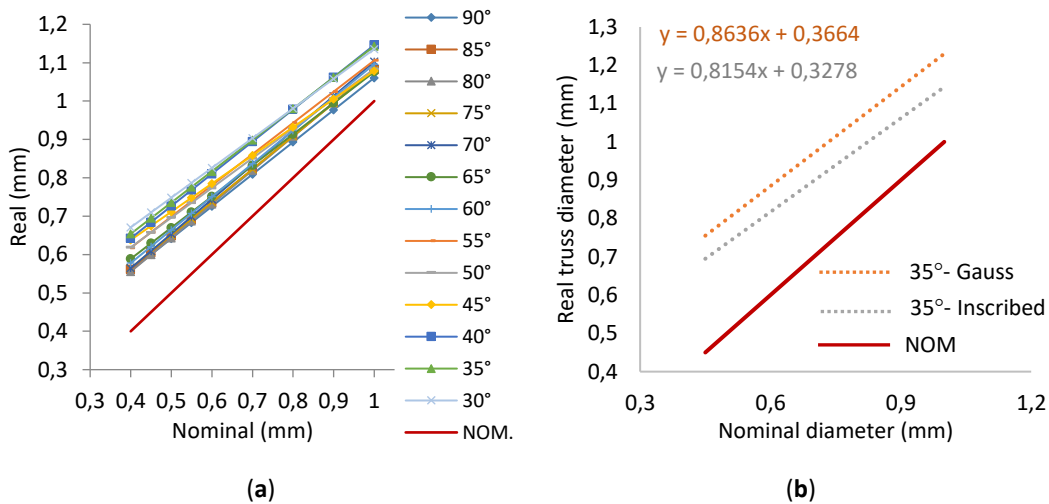 1,2
1,1
1
0,9
0,8
0,7
0,6
0,5
0,4
0,3
Real (mm)
0,3 0,4 0,5 0,6 0,7 0,8 0,9 1
Nominal (mm)
90°
85°
80°
75°
70°
65°
60°
55°
50°
45°
40°
35°
30°
NOM.
(a)
1,3
1,2
1,1
1
0,9
0,8
0,7
0,6
0,5
0,4
Real truss diameter (mm)
y = 0,8636x + 0,3664
y = 0,8154x + 0,3278
35°- Gauss
35°- Inscribed
NOM
0,3 0,6 0,9 1,2
Nominal diameter (mm)
(b)